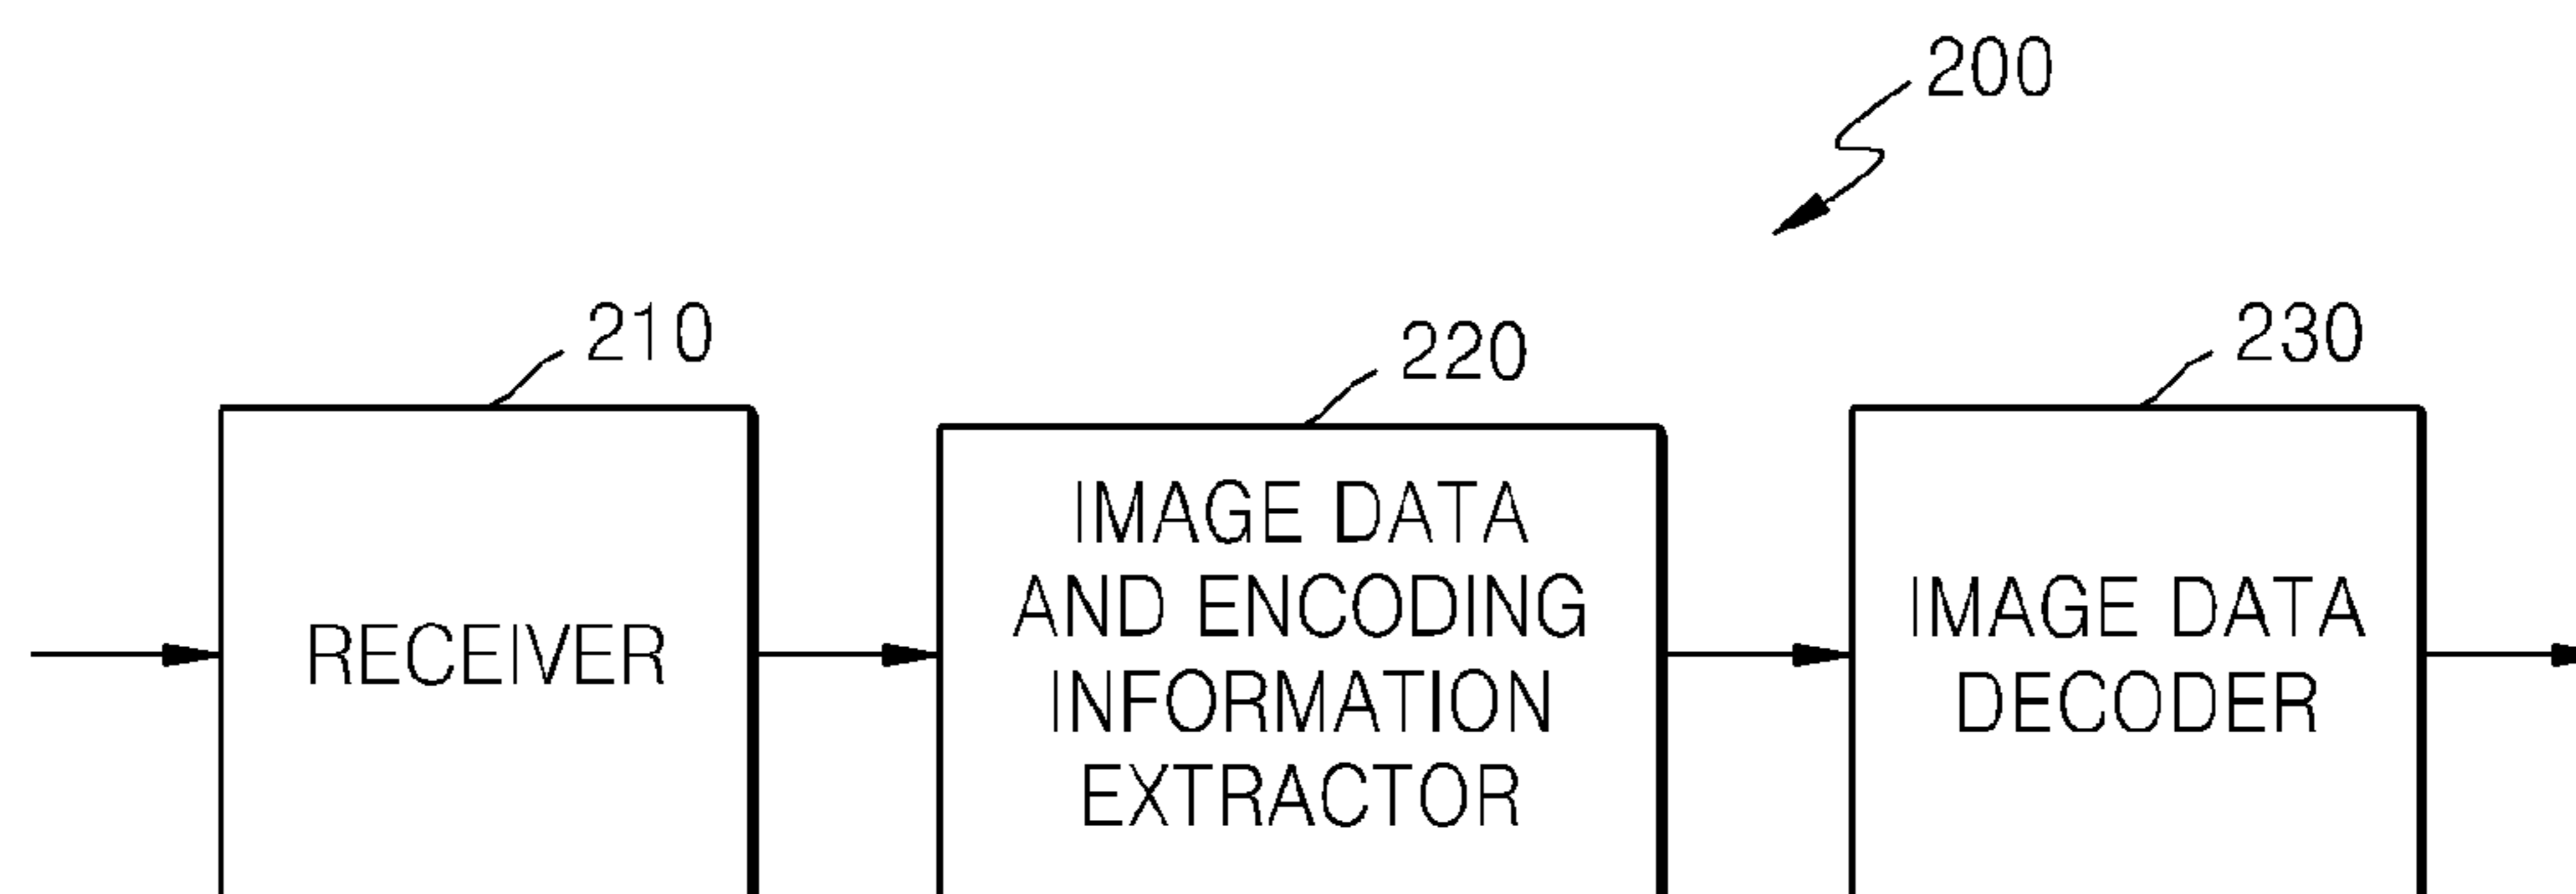 200
210
220
230
RECEIVER
IMAGE DATA
AND ENCODING
INFORMATION
EXTRACTOR
IMAGE DATA
DECODER